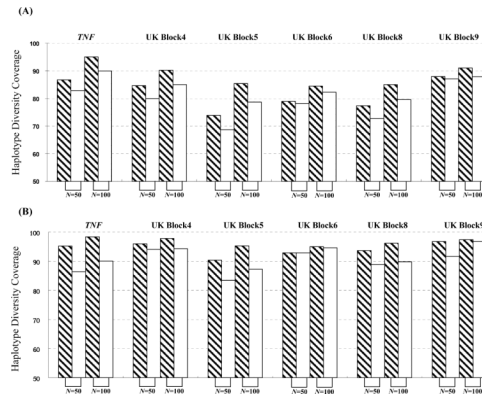 (A)
TNF UK Block4 UK Block5 UK Block6 UK Block8 UK Block9
Haplotype Diversity Coverage
100
90
80
70
60
50
N=50 N=100 N=50 N=100 N=50 N=100 N=50 N=100 N=50 N=100 N=50 N=100
(B)
TNF UK Block4 UK Block5 UK Block6 UK Block8 UK Block9
Haplotype Diversity Coverage
100
90
80
70
60
50
N=50 N=100 N=50 N=100 N=50 N=100 N=50 N=100 N=50 N=100 N=50 N=100